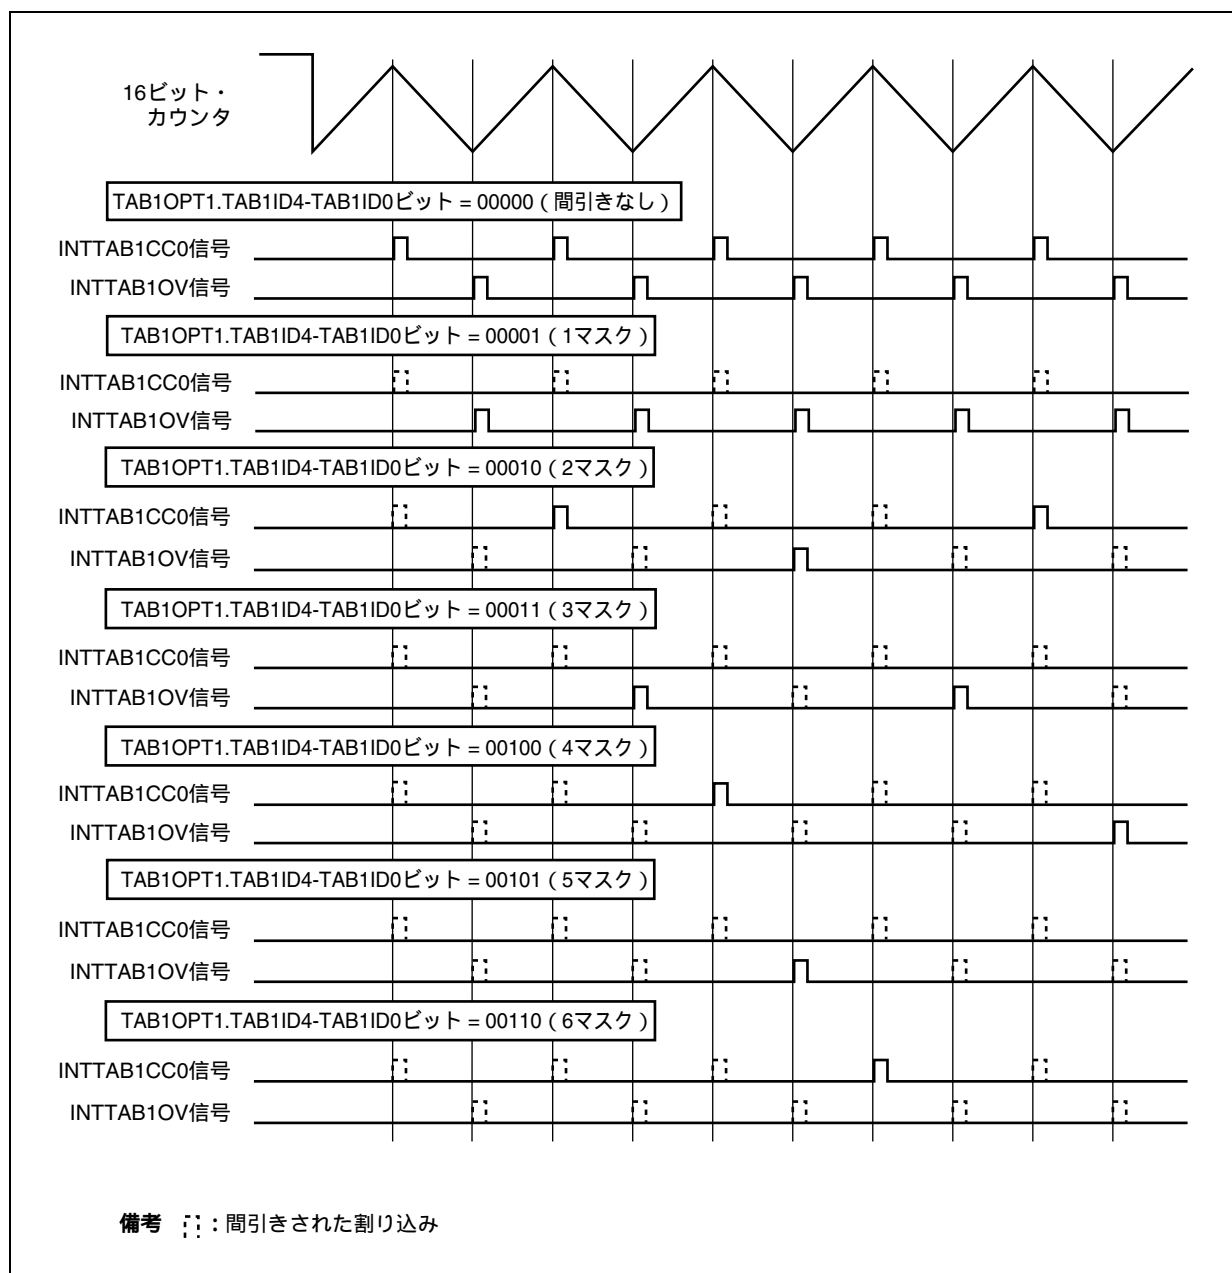 16ビット・
カウンタ
TAB1OPT1.TAB1ID4-TAB1ID0ビット = 00000 ( 間引きなし )
INTTAB1CC0信号
INTTAB1OV信号
TAB1OPT1.TAB1ID4-TAB1ID0ビット = 00001 ( 1マスク )
INTTAB1CC0信号
INTTAB1OV信号
TAB1OPT1.TAB1ID4-TAB1ID0ビット = 00010 ( 2マスク )
INTTAB1CC0信号
INTTAB1OV信号
TAB1OPT1.TAB1ID4-TAB1ID0ビット = 00011 ( 3マスク )
INTTAB1CC0信号
INTTAB1OV信号
TAB1OPT1.TAB1ID4-TAB1ID0ビット = 00100 ( 4マスク )
INTTAB1CC0信号
INTTAB1OV信号
TAB1OPT1.TAB1ID4-TAB1ID0ビット = 00101 ( 5マスク )
INTTAB1CC0信号
INTTAB1OV信号
TAB1OPT1.TAB1ID4-TAB1ID0ビット = 00110 ( 6マスク )
INTTAB1CC0信号
INTTAB1OV信号
備考 : 間引きされた割り込み